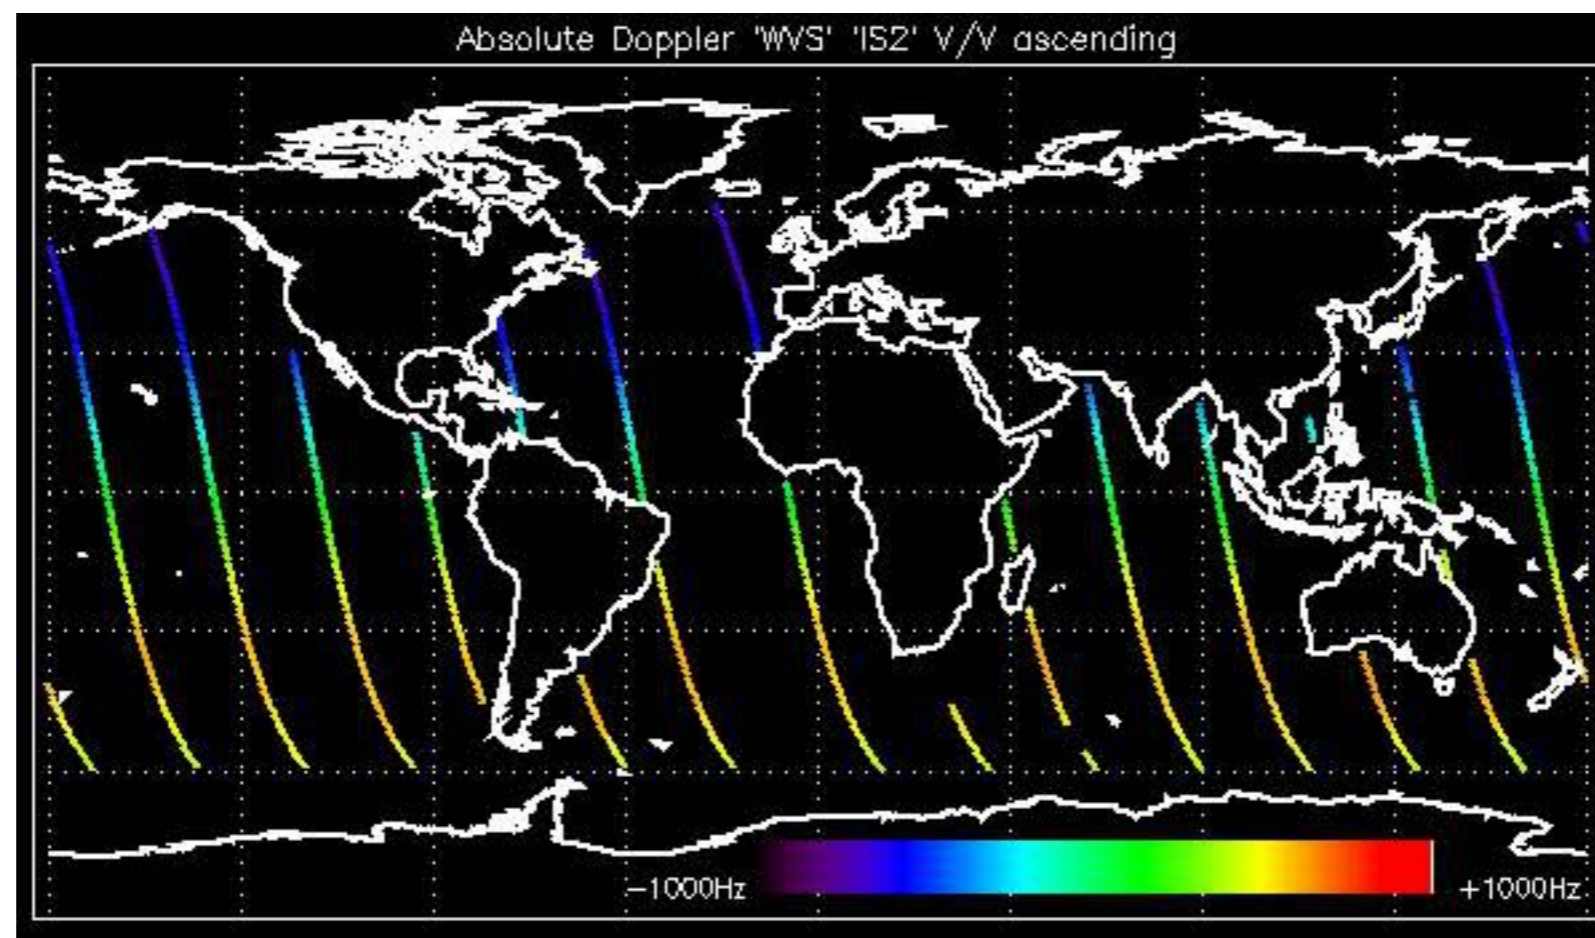 Absolute Doppler 'WVS' 'IS2' V/V ascending
−1000Hz
+1000Hz